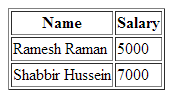 Name Salary
Ramesh Raman 5000
Shabbir Hussein 7000